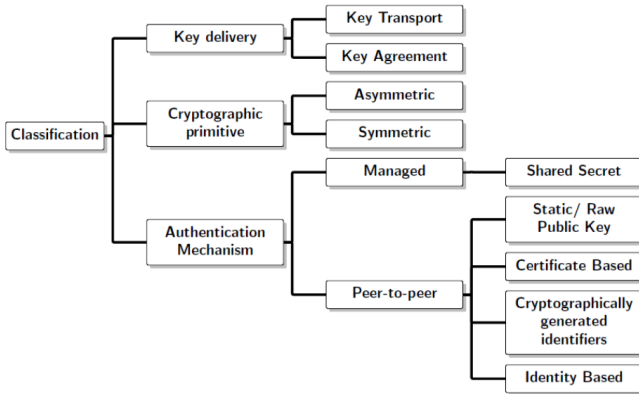 Key Transport
Key delivery
Key Agreement
Asymmetric
Classification
Cryptographic
primitive
Symmetric
Managed
Shared Secret
Static/ Raw
Public Key
Authentication
Mechanism
Certificate Based
Peer-to-peer
Cryptographically
generated
identifiers
Identity Based